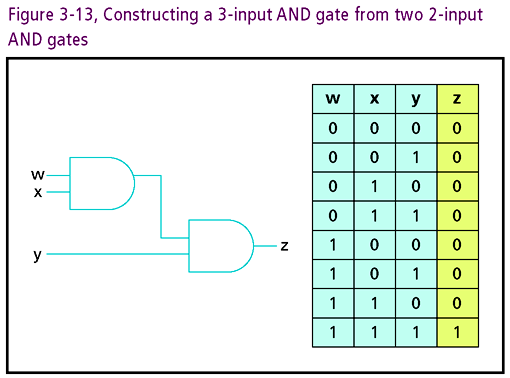 Figure 3-13, Constructing a 3-input AND gate from two 2-input
AND gates
w
x
y
z
w x y z
0 0 0 0
0 0 1 0
0 1 0 0
0 1 1 0
1 0 0 0
1 0 1 0
1 1 0 0
1 1 1 1